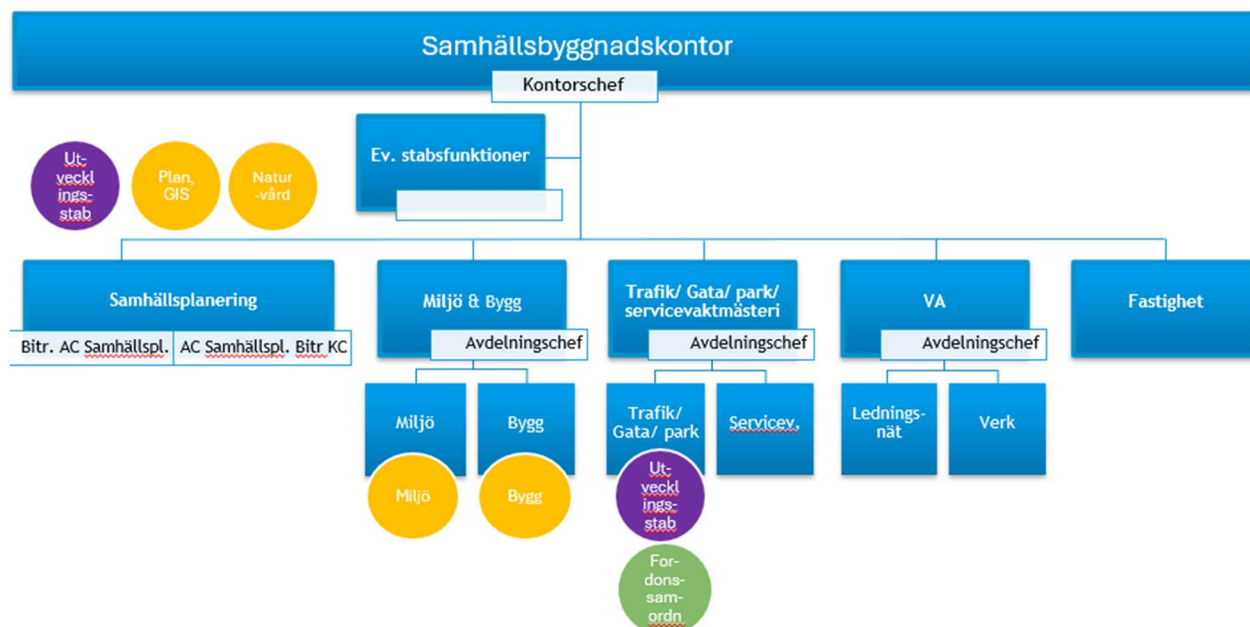 Samhällsbyggnadskontor
Kontorschef
Ev. stabsfunktioner
Ut-
veckl
ings-
stab
Plan,
GIS
Natur
-vård
Samhällsplanering
Bitr. AC Samhällspl.
AC Samhällspl. Bitr KC
Miljö & Bygg
Avdelningschef
Trafik/ Gata/ park/
servicevaktmästeri
Avdelningschef
VA
Avdelningschef
Fastighet
Miljö
Bygg
Trafik/
Gata/ park
Servicev.
Lednings-
nät
Verk
Miljö
Bygg
Ut-
veckl
ings-
stab
For-
dons-
sam-
ordn